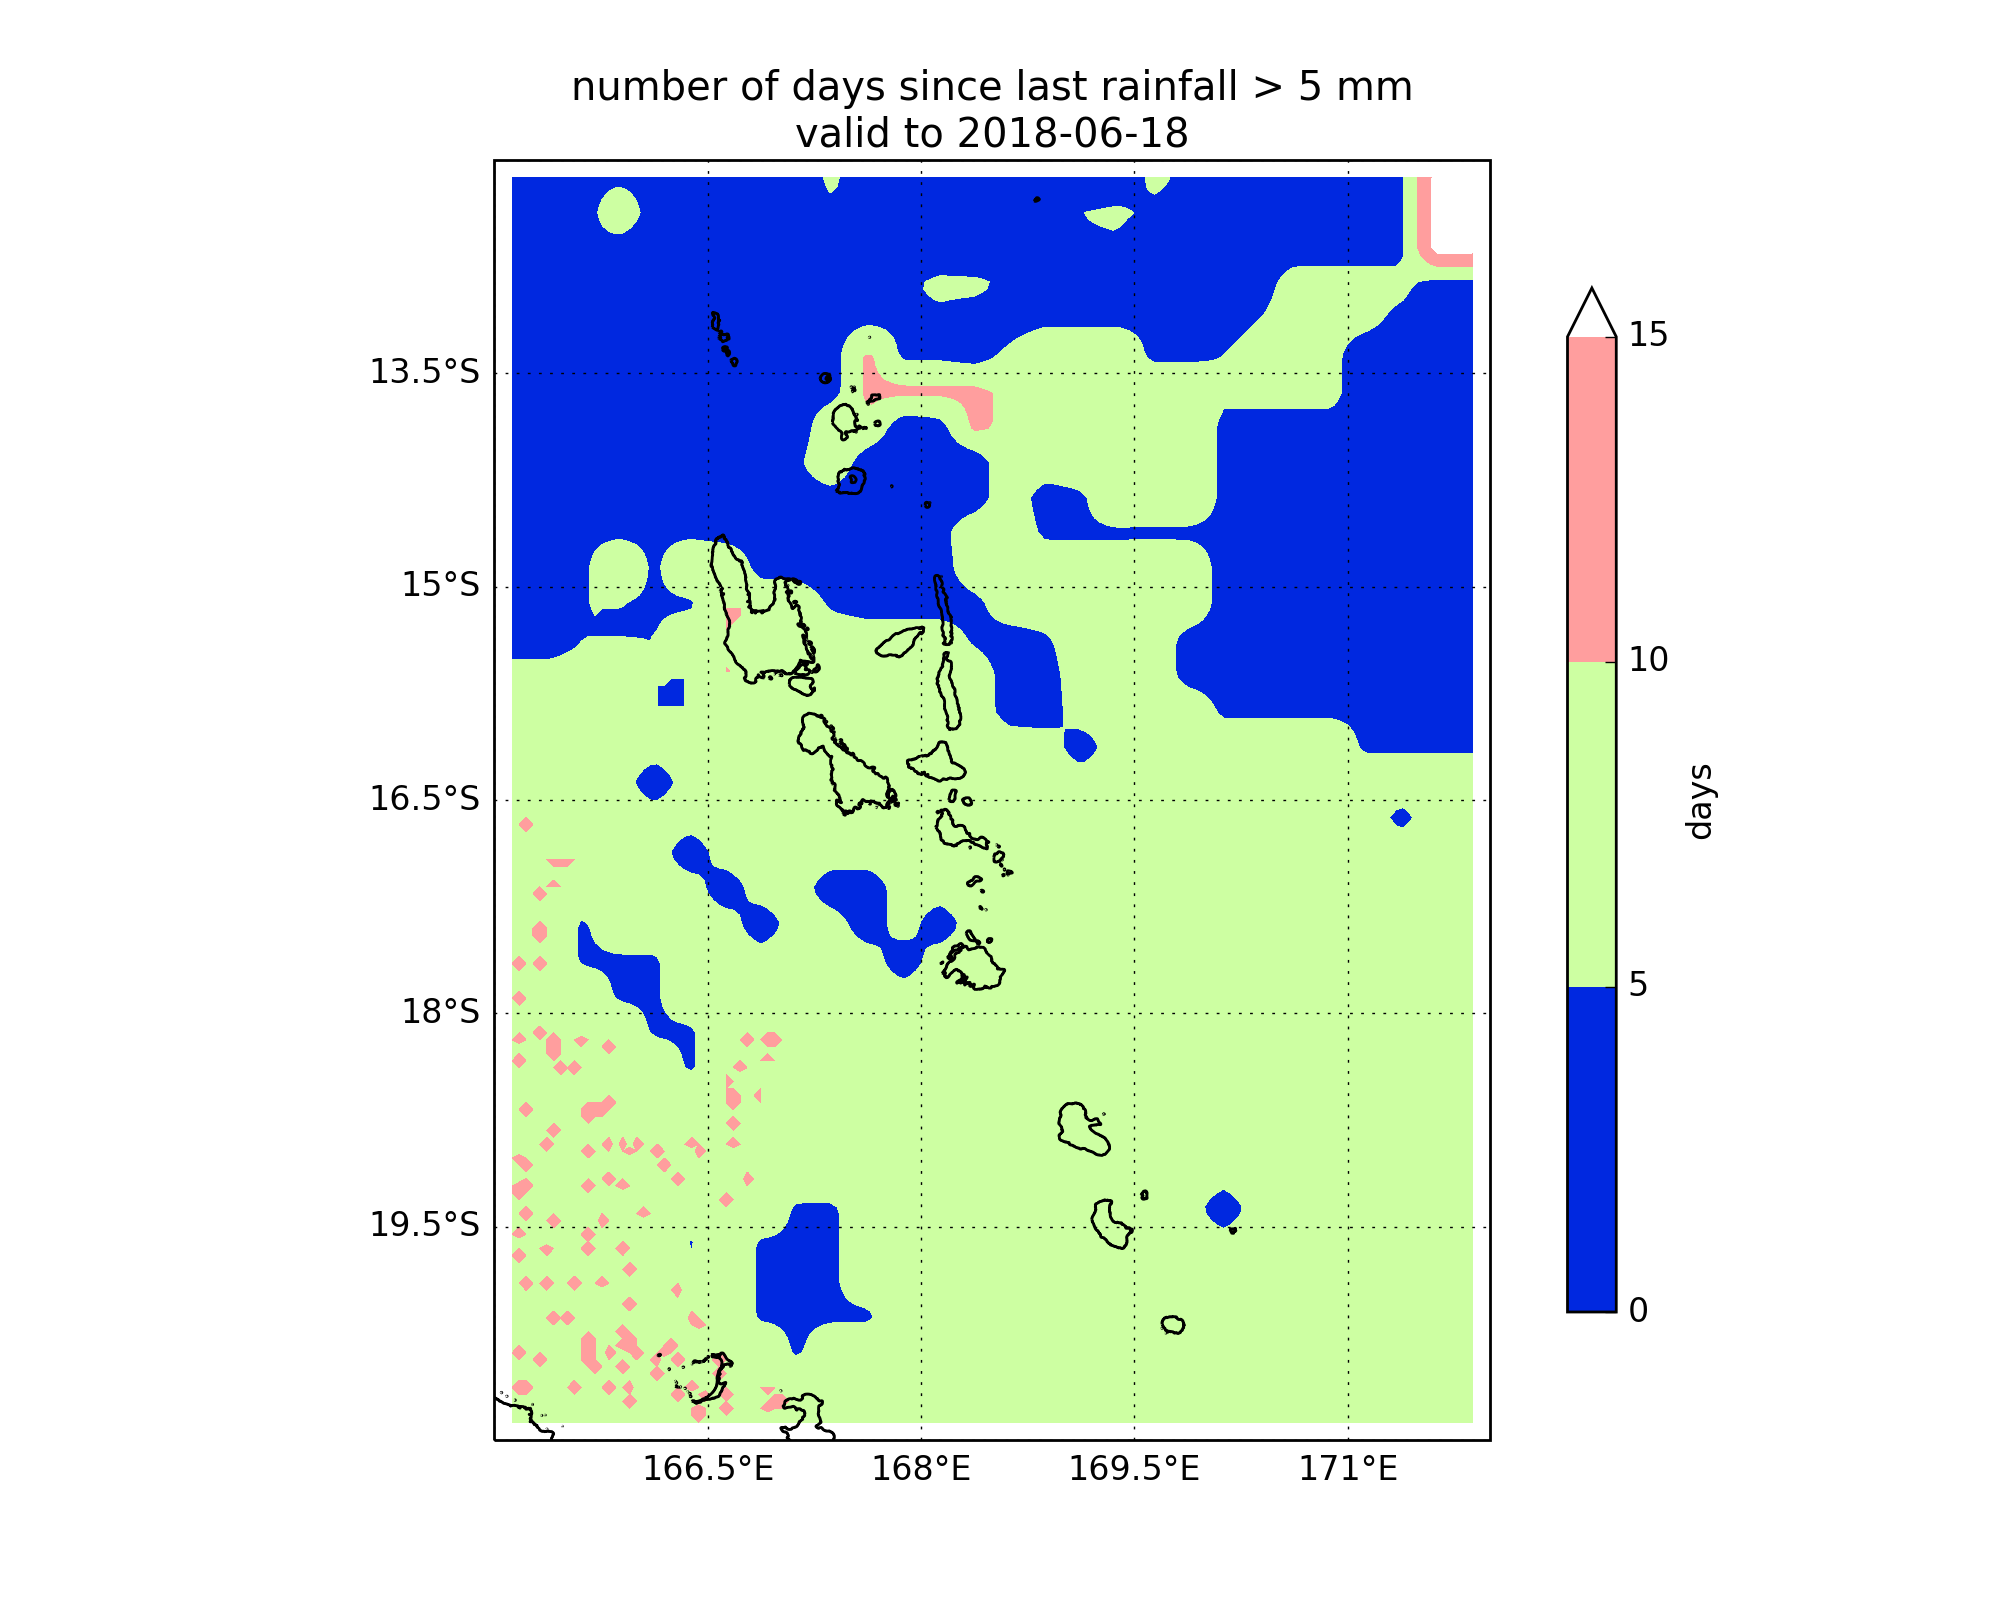 number of days since last rainfall > 5 mm
valid to 2018-06-18
13.5°S
15°S
16.5°S
18°S
19.5°S
166.5°E
168°E
169.5°E
171°E
15
10
5
0
days